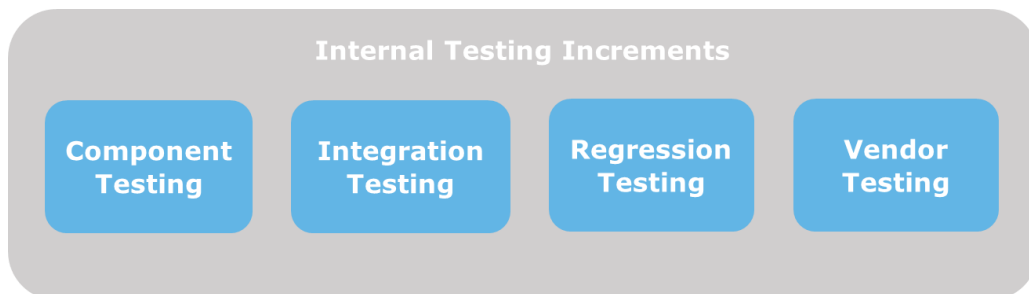 Internal Testing Increments
Component
Testing
Integration
Testing
Regression
Testing
Vendor
Testing